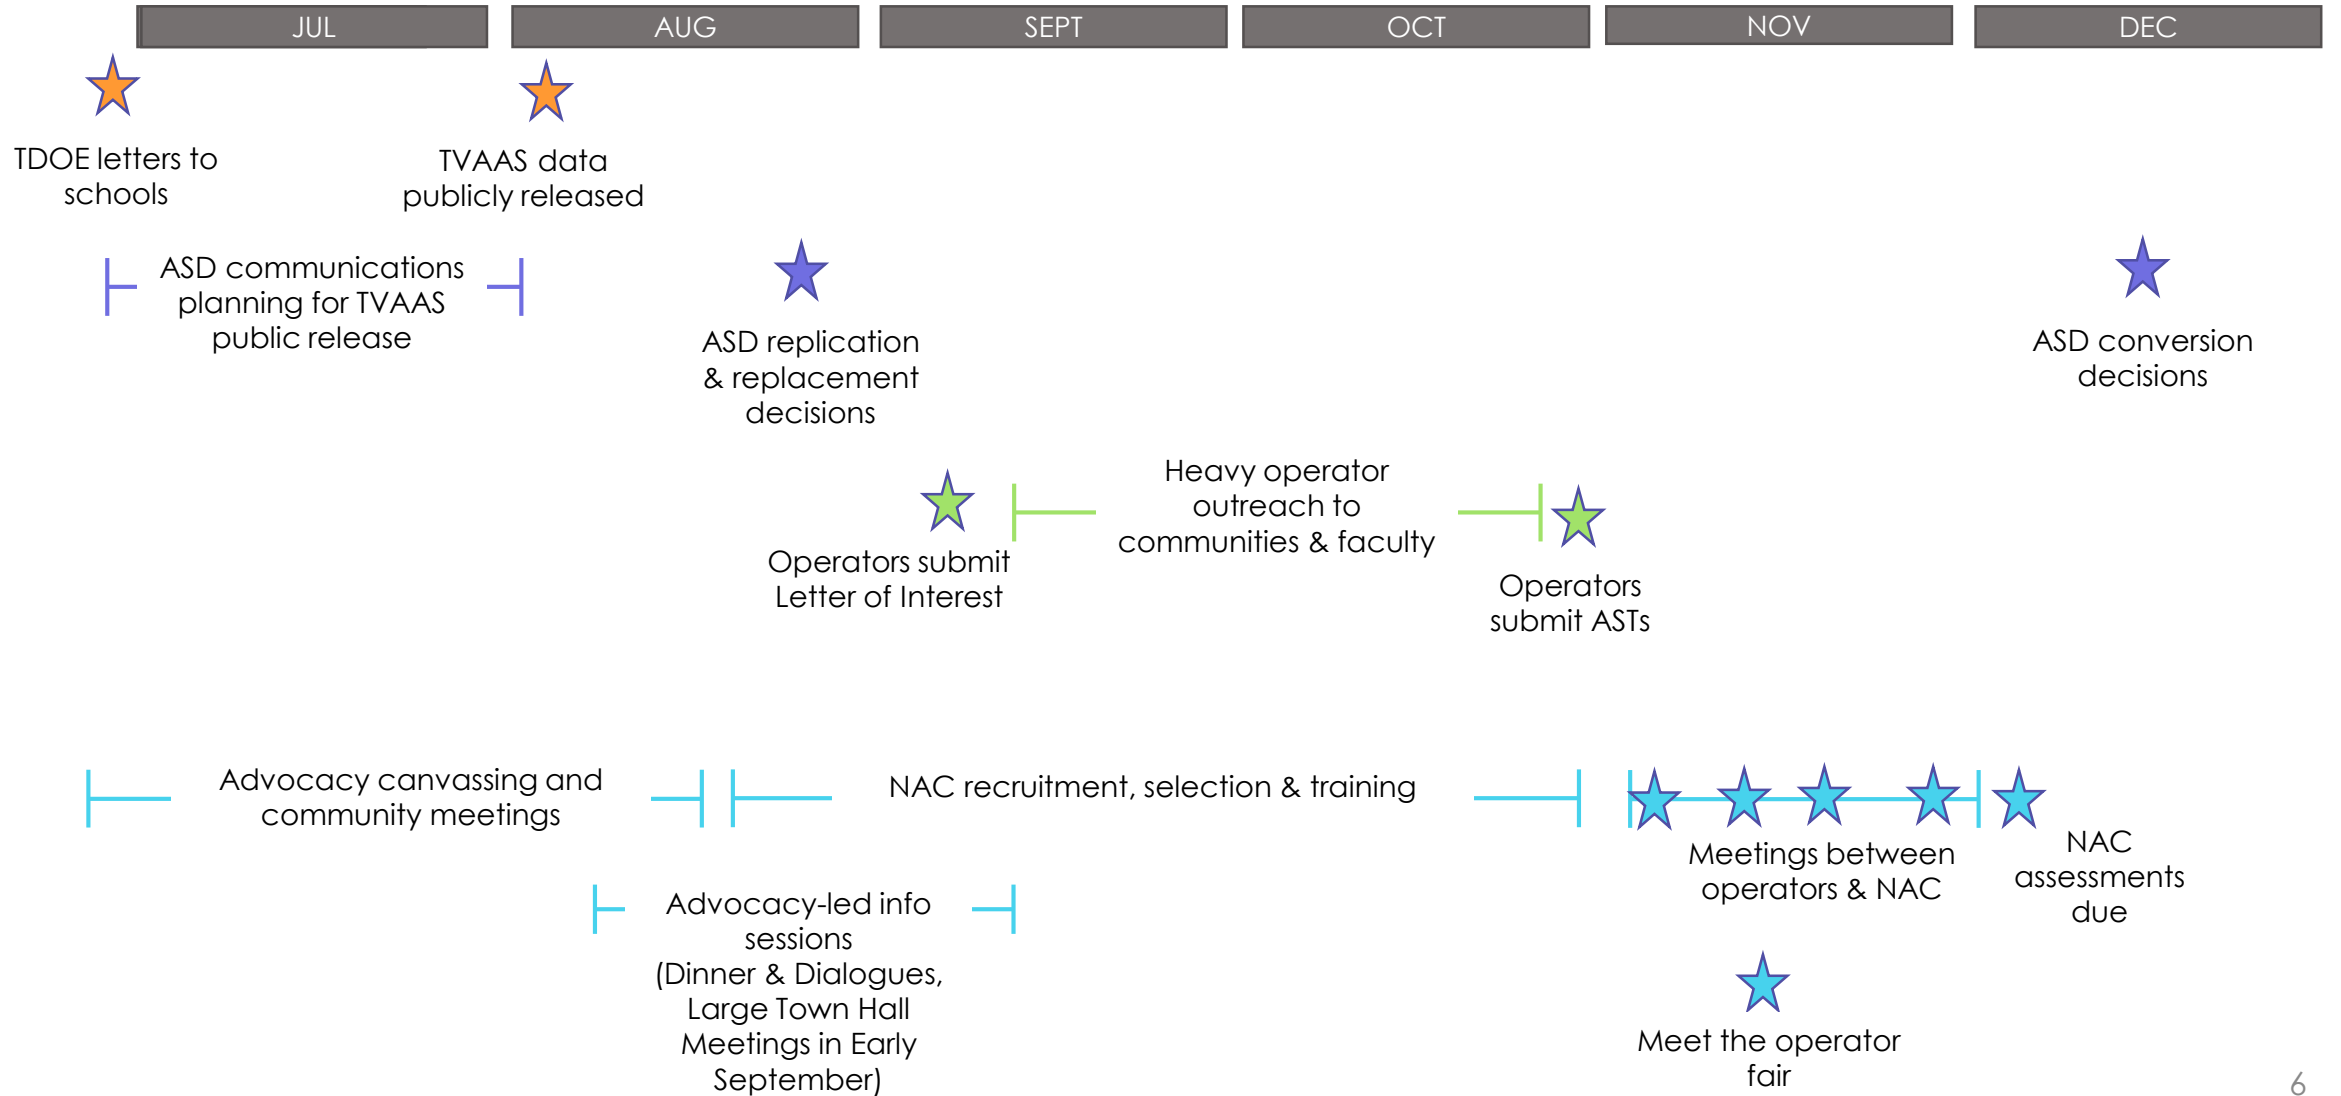 JUL
AUG
SEPT
OCT
NOV
DEC
TDOE letters to
schools
TVAAS data
publicly released
ASD communications
planning for TVAAS
public release
ASD replication
& replacement
decisions
ASD conversion
decisions
Operators submit
Letter of Interest
Heavy operator
outreach to
communities & faculty
Operators
submit ASTs
Advocacy canvassing and
community meetings
NAC recruitment, selection & training
Meetings between
operators & NAC
NAC
assessments
due
Advocacy-led info
sessions
(Dinner & Dialogues,
Large Town Hall
Meetings in Early
September)
Meet the operator
fair
6